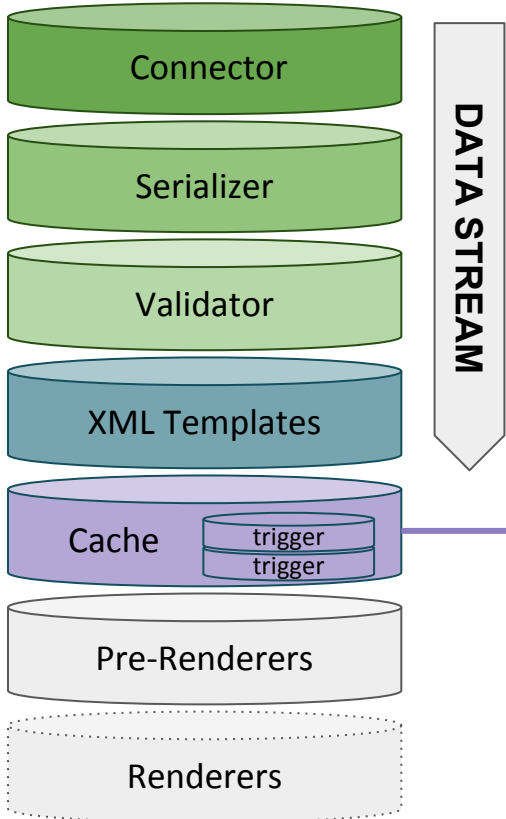 Connector
Serializer
Validator
XML Templates
Cache
trigger
trigger
Pre-Renderers
Renderers
DATA STREAM